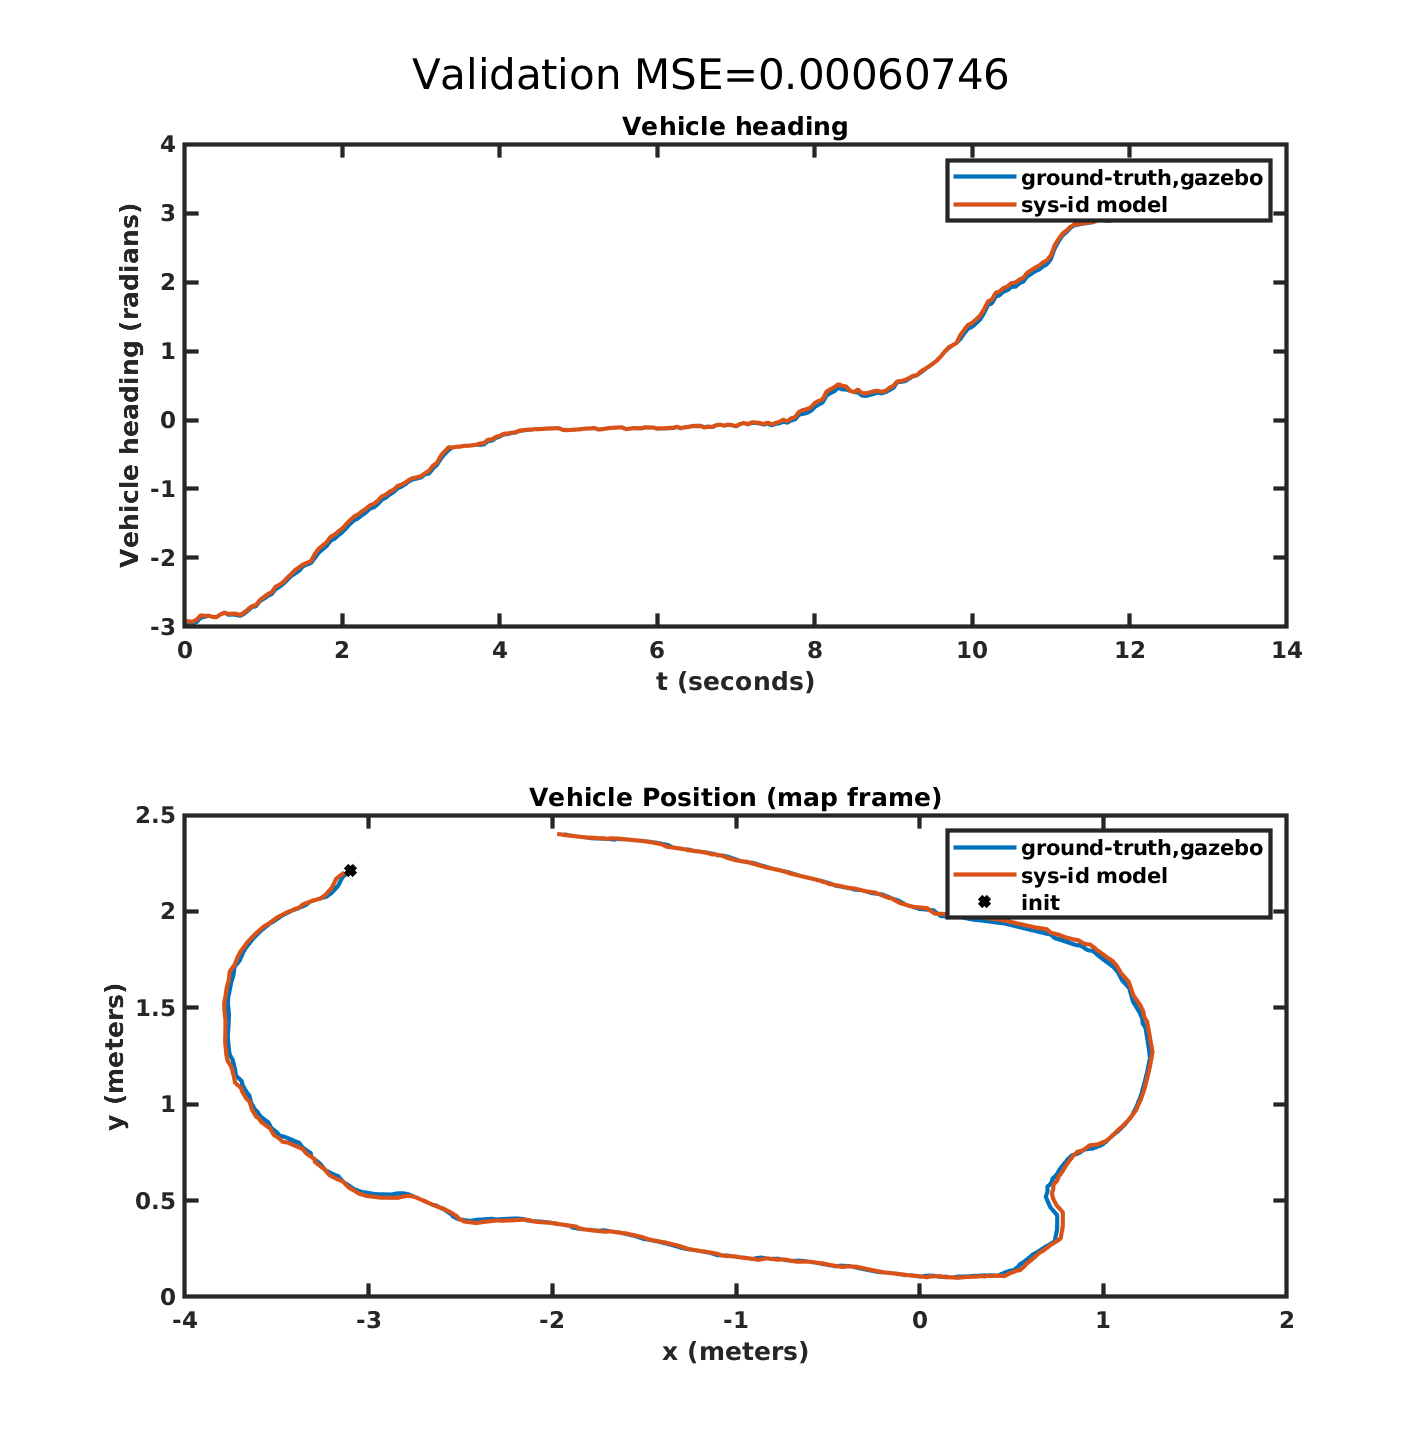 Validation MSE=0.00060746
Vehicle heading
4
3
2
1
0
-1
-2
-3
Vehicle heading (radians)
ground-truth,gazebo
sys-id model
0 2 4 6 8 10 12 14
t (seconds)
Vehicle Position (map frame)
2.5
2
1.5
1
0.5
0
y (meters)
ground-truth,gazebo
sys-id model
init
-4 -3 -2 -1 0 1 2
x (meters)